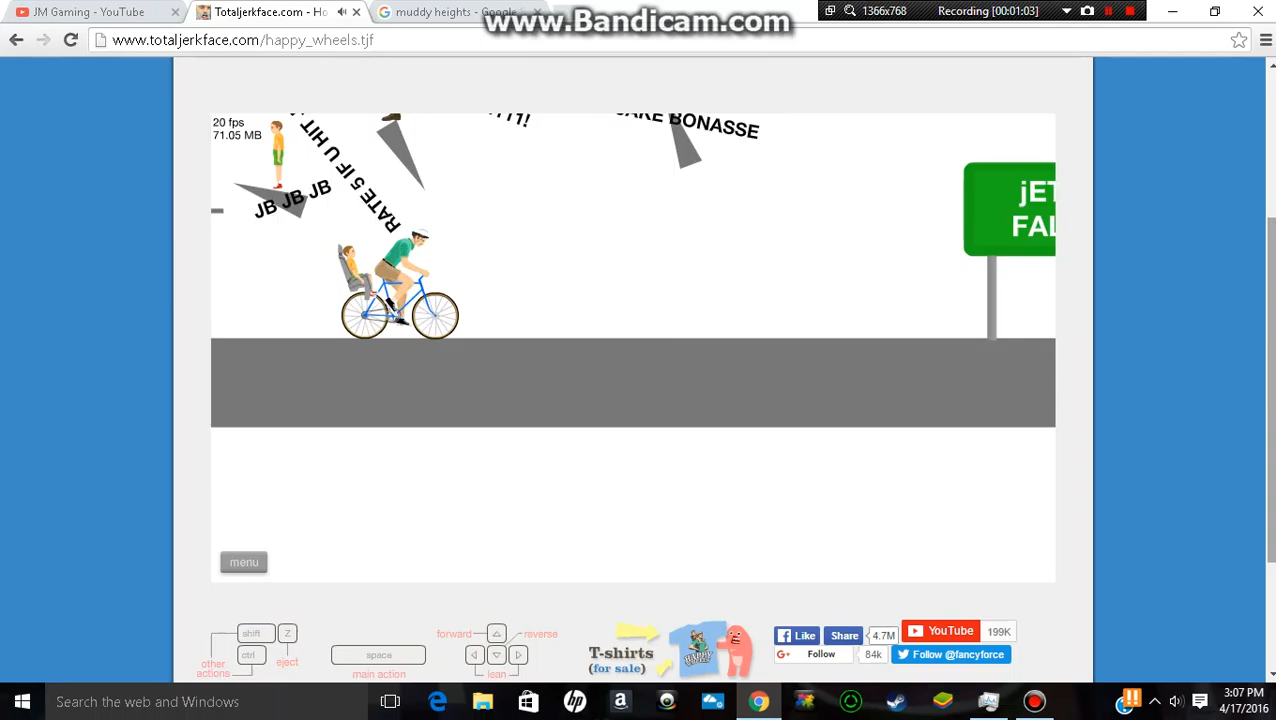 JM Gaming - YouTube
Totaljerkface.com - Ho
muddy heights - Google S
www.Bandicam.com
1366x768
Recording [00:01:03]
www.totaljerkface.com/happy_wheels.tjf
20 fps
71.05 MB
JB JB JB
RATE 5 IF U HIT
BONASSE
jET
FAL
menu
shift
Z
ctrl
other
actions
eject
space
main action
forward
reverse
lean
T-shirts
(for sale)
Like
Share
4.7M
YouTube
199K
G+ Follow
84k
Follow @fancyforce
Search the web and Windows
3:07 PM
4/17/2016